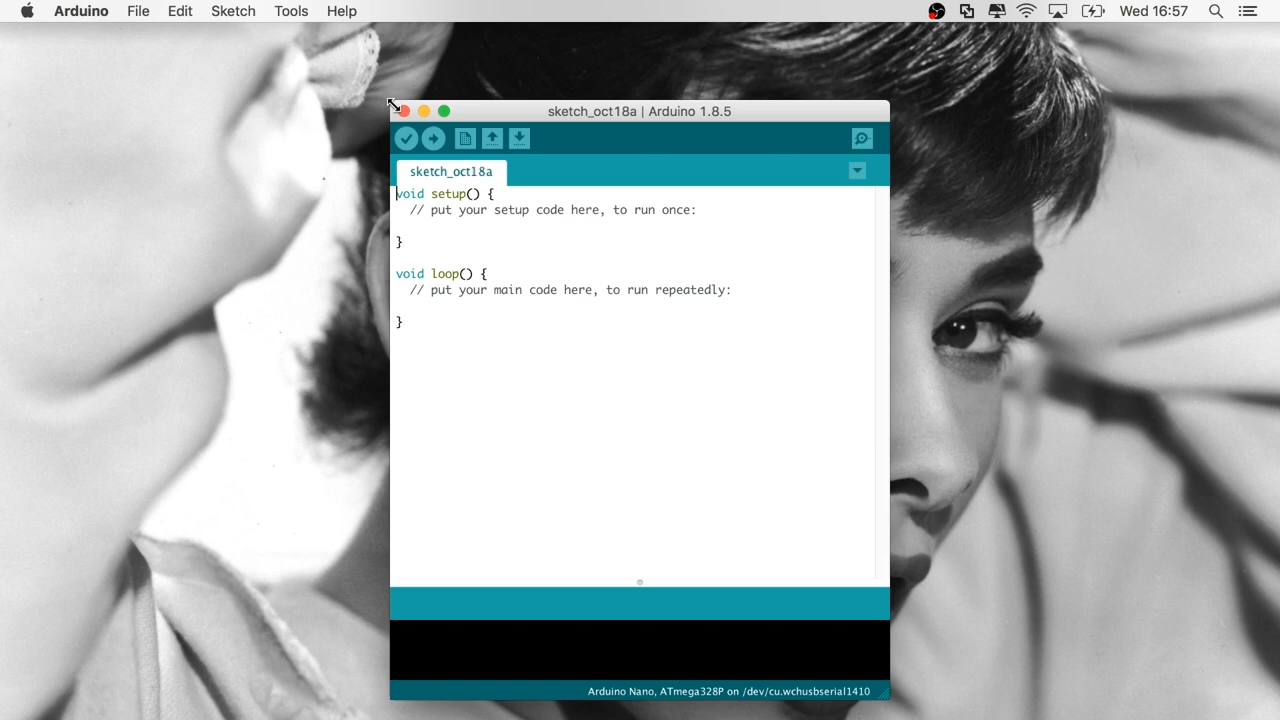 Arduino File Edit Sketch Tools Help Wed 16:57
sketch_oct18a | Arduino 1.8.5
sketch_oct18a
void setup() {
  // put your setup code here, to run once:
}
void loop() {
  // put your main code here, to run repeatedly:
}
Arduino Nano, ATmega328P on /dev/cu.wchusbserial1410